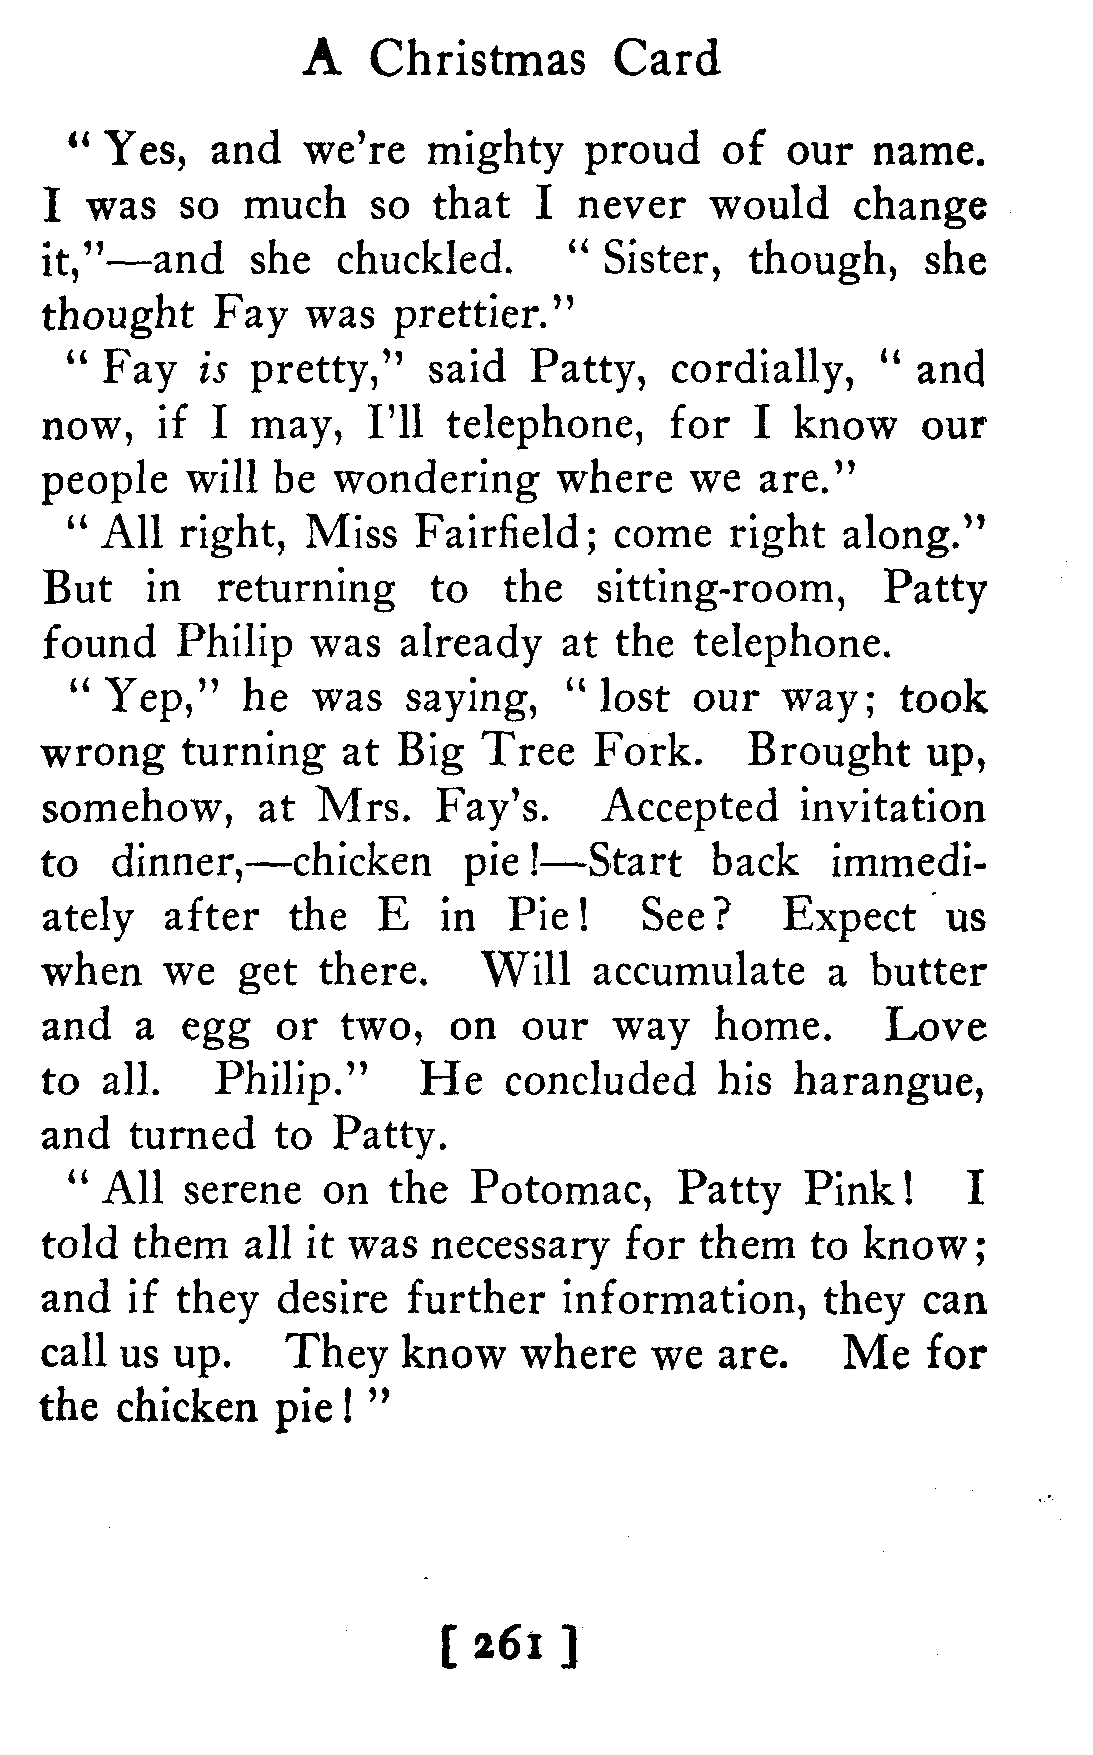 A Christmas Card
" Yes, and we're mighty proud of our name.
I was so much so that I never would change
it,"—and she chuckled. " Sister, though, she
thought Fay was prettier."
" Fay is pretty," said Patty, cordially, " and
now, if I may, I'll telephone, for I know our
people will be wondering where we are."
" All right, Miss Fairfield; come right along."
But in returning to the sitting-room, Patty
found Philip was already at the telephone.
" Yep," he was saying, " lost our way; took
wrong turning at Big Tree Fork. Brought up,
somehow, at Mrs. Fay's. Accepted invitation
to dinner,—chicken pie!—Start back immedi-
ately after the E in Pie! See? Expect us
when we get there. Will accumulate a butter
and a egg or two, on our way home. Love
to all. Philip." He concluded his harangue,
and turned to Patty.
" All serene on the Potomac, Patty Pink! I
told them all it was necessary for them to know;
and if they desire further information, they can
call us up. They know where we are. Me for
the chicken pie! "
[ 261 ]